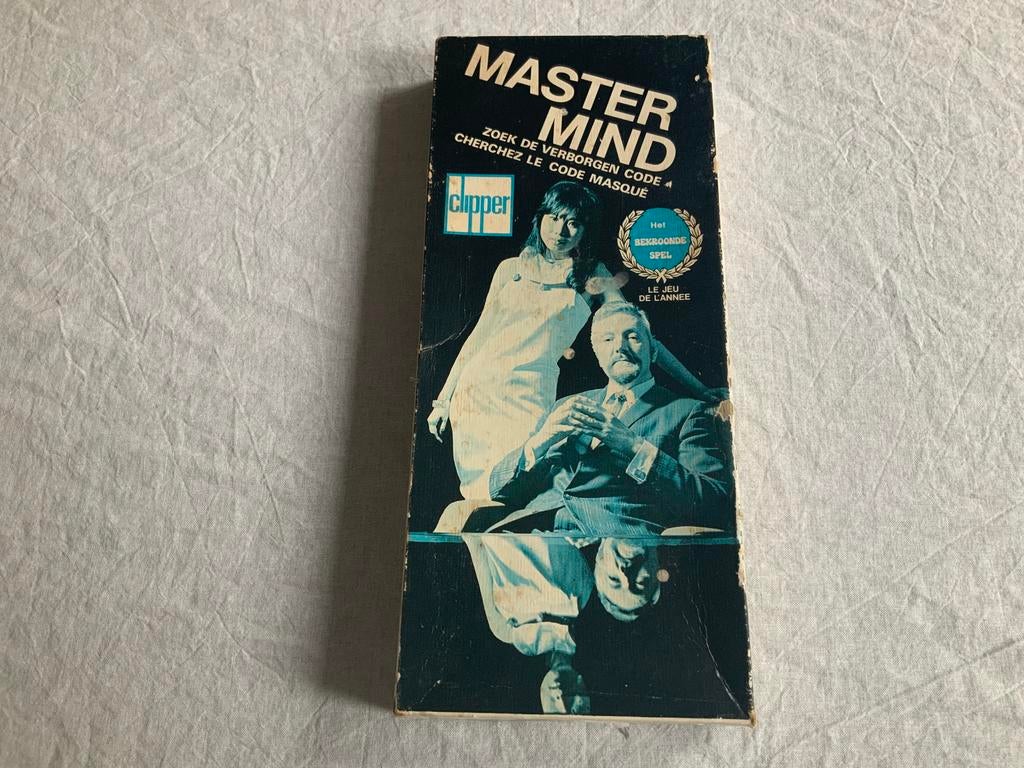 MASTER
MIND
ZOEK DE VERBORGEN CODE
CHERCHEZ LE CODE MASQUÉ
clipper
Het
BEKROONDE
SPEL
LE JEU
DE L'ANNEE